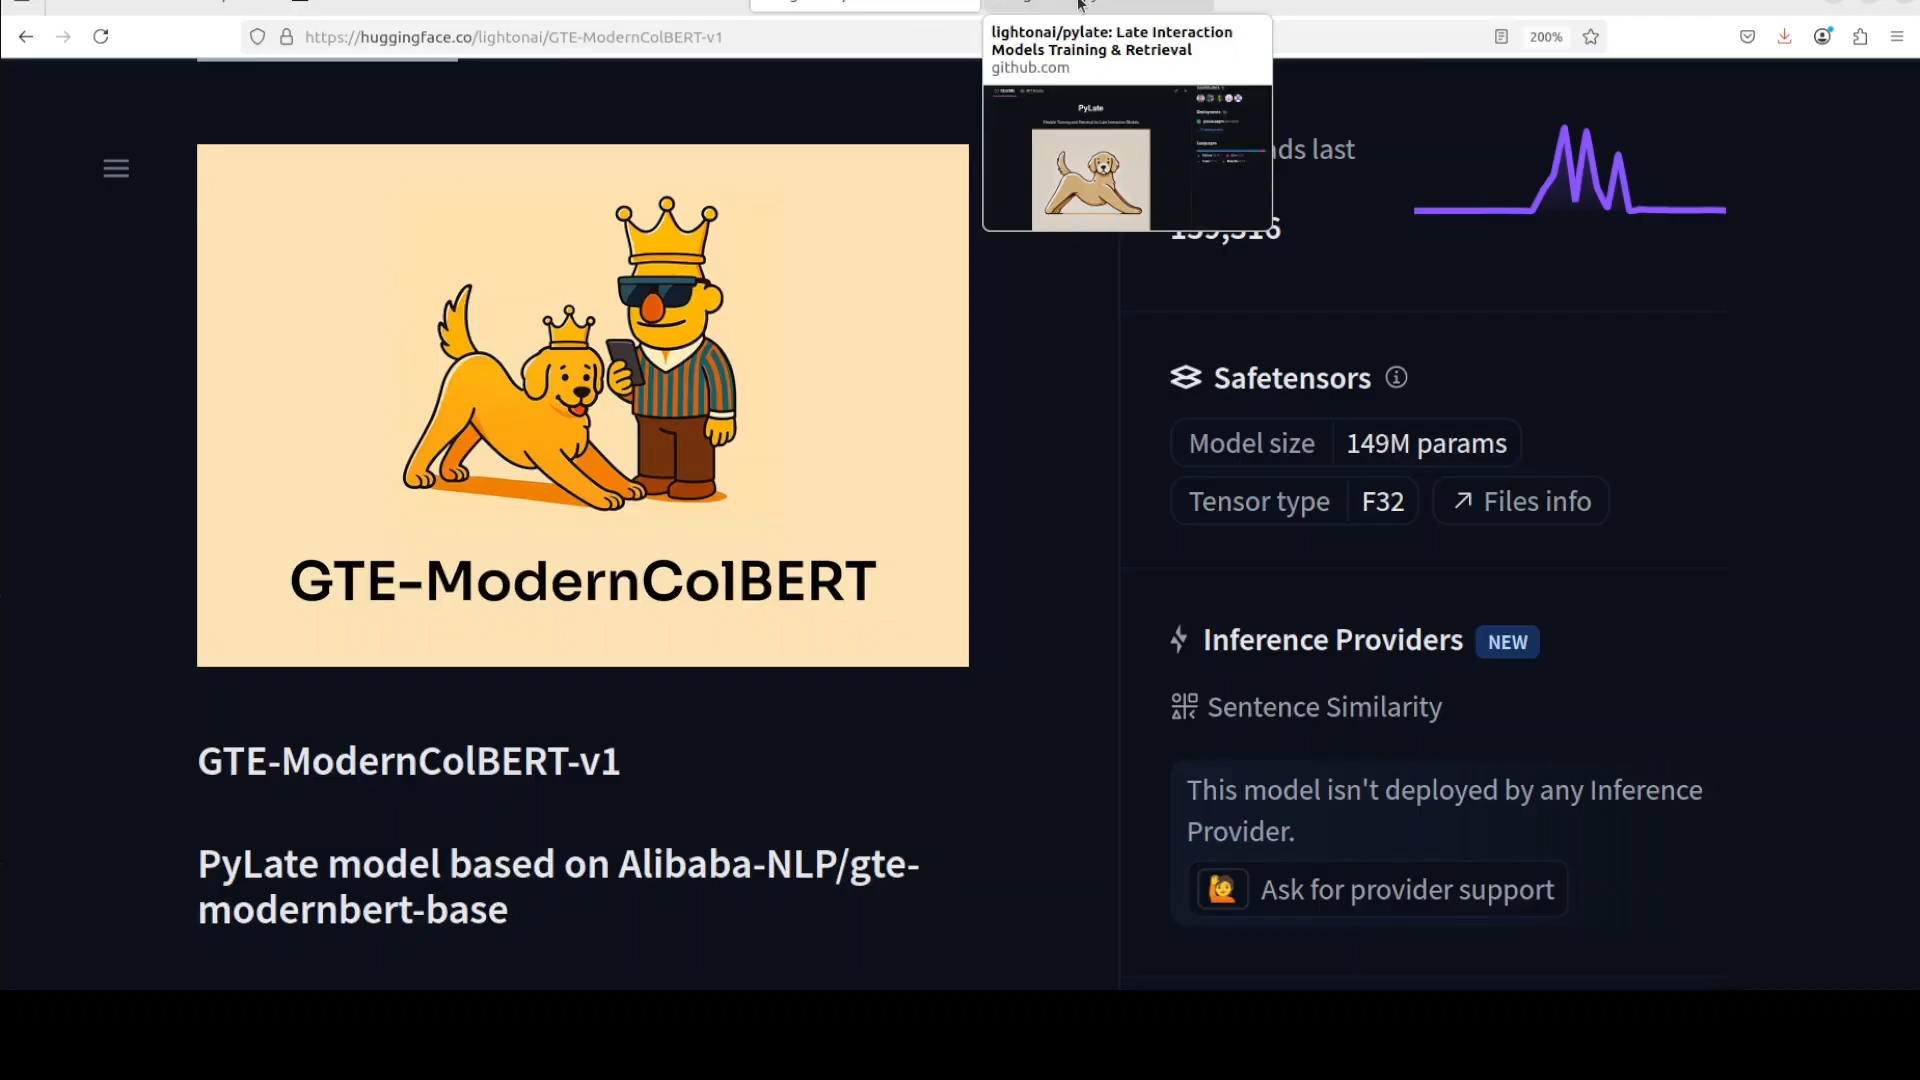 https://huggingface.co/lightonai/GTE-ModernColBERT-v1
200%
lightonai/pylate: Late Interaction
Models Training & Retrieval
github.com
PyLate
ds last
GTE-ModernColBERT
GTE-ModernColBERT-v1
PyLate model based on Alibaba-NLP/gte-
modernbert-base
Safetensors
Model size 149M params
Tensor type F32 Files info
Inference Providers NEW
Sentence Similarity
This model isn't deployed by any Inference
Provider.
Ask for provider support